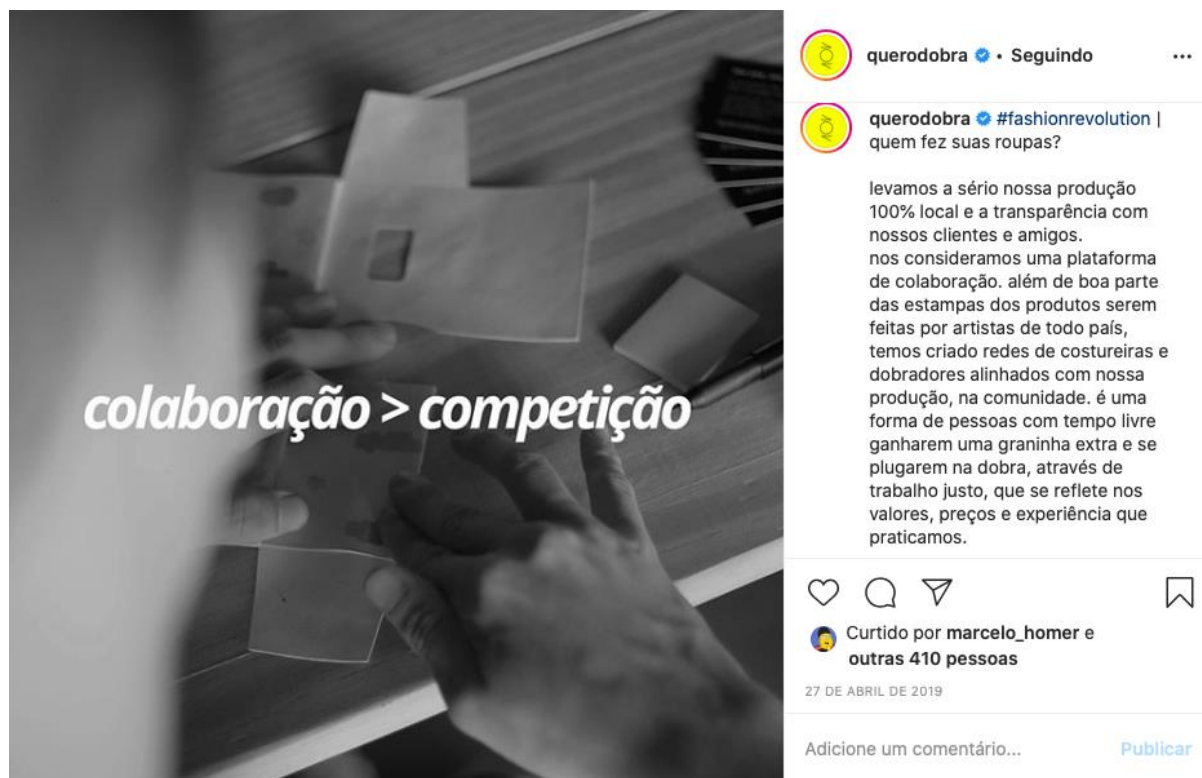 colaboração > competição
querodobra • Seguindo
...
querodobra #fashionrevolution |
quem fez suas roupas?
levamos a sério nossa produção
100% local e a transparência com
nossos clientes e amigos.
nos consideramos uma plataforma
de colaboração. além de boa parte
das estampas dos produtos serem
feitas por artistas de todo país,
temos criado redes de costureiras e
dobradores alinhados com nossa
produção, na comunidade. é uma
forma de pessoas com tempo livre
ganharem uma graninha extra e se
plugarem na dobra, através de
trabalho justo, que se reflete nos
valores, preços e experiência que
praticamos.
Curtido por marcelo_homer e
outras 410 pessoas
27 DE ABRIL DE 2019
Adicione um comentário...
Publicar